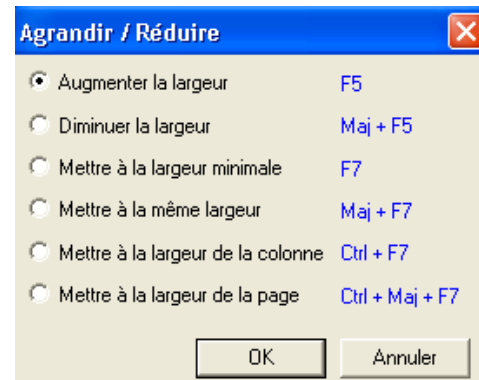 Agrandir / Réduire
Augmenter la largeur F5
Diminuer la largeur Maj + F5
Mettre à la largeur minimale F7
Mettre à la même largeur Maj + F7
Mettre à la largeur de la colonne Ctrl + F7
Mettre à la largeur de la page Ctrl + Maj + F7
OK Annuler